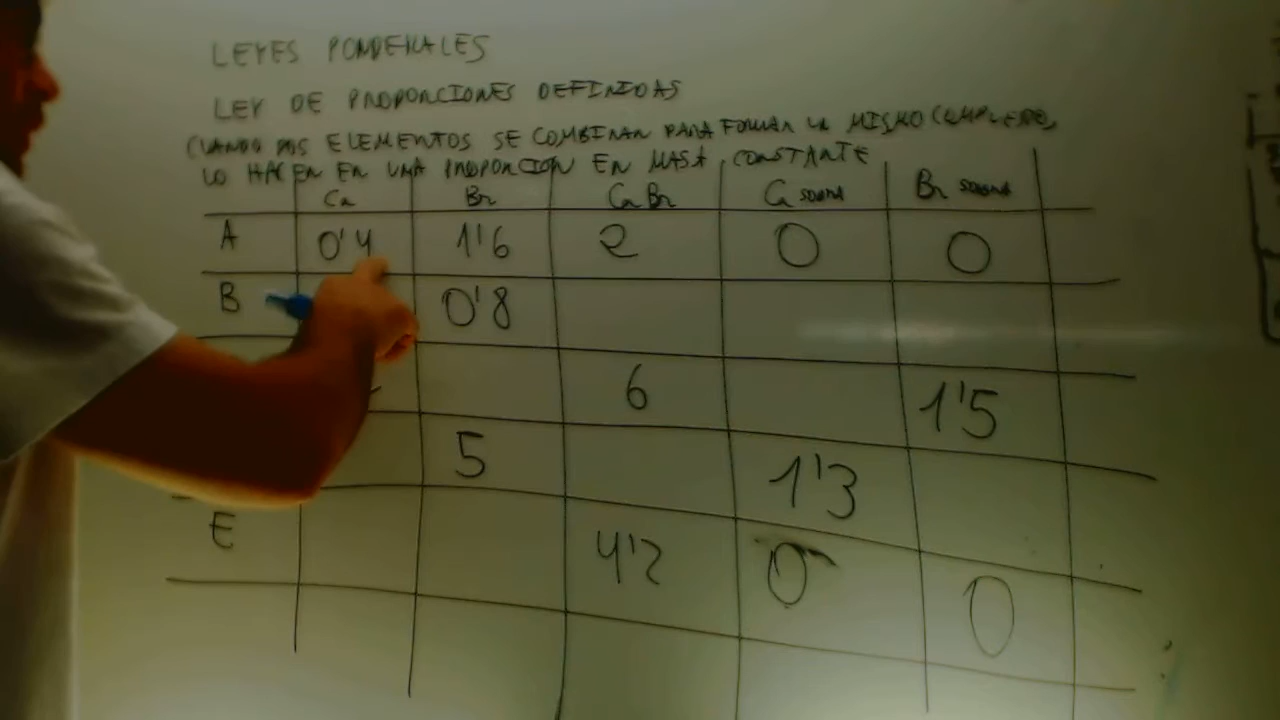 LEYES PONDERALES
LEY DE PROPORCIONES DEFINIDAS
CUANDO DOS ELEMENTOS SE COMBINAN PARA FORMAR UN MISMO COMPUESTO,
LO HACEN EN UNA PROPORCION EN MASA CONSTANTE
Ca Br CaBr Ca SOBRA Br SOBRA
A 0'4 1'6 2 0 0
B 0'8
6 1'5
5 1'3
E 4'2 0 0